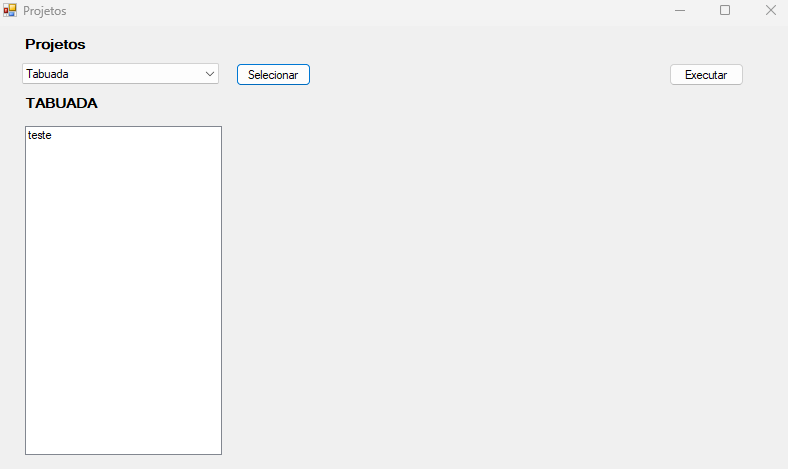 Projetos
Projetos
Tabuada
Selecionar
Executar
TABUADA
teste